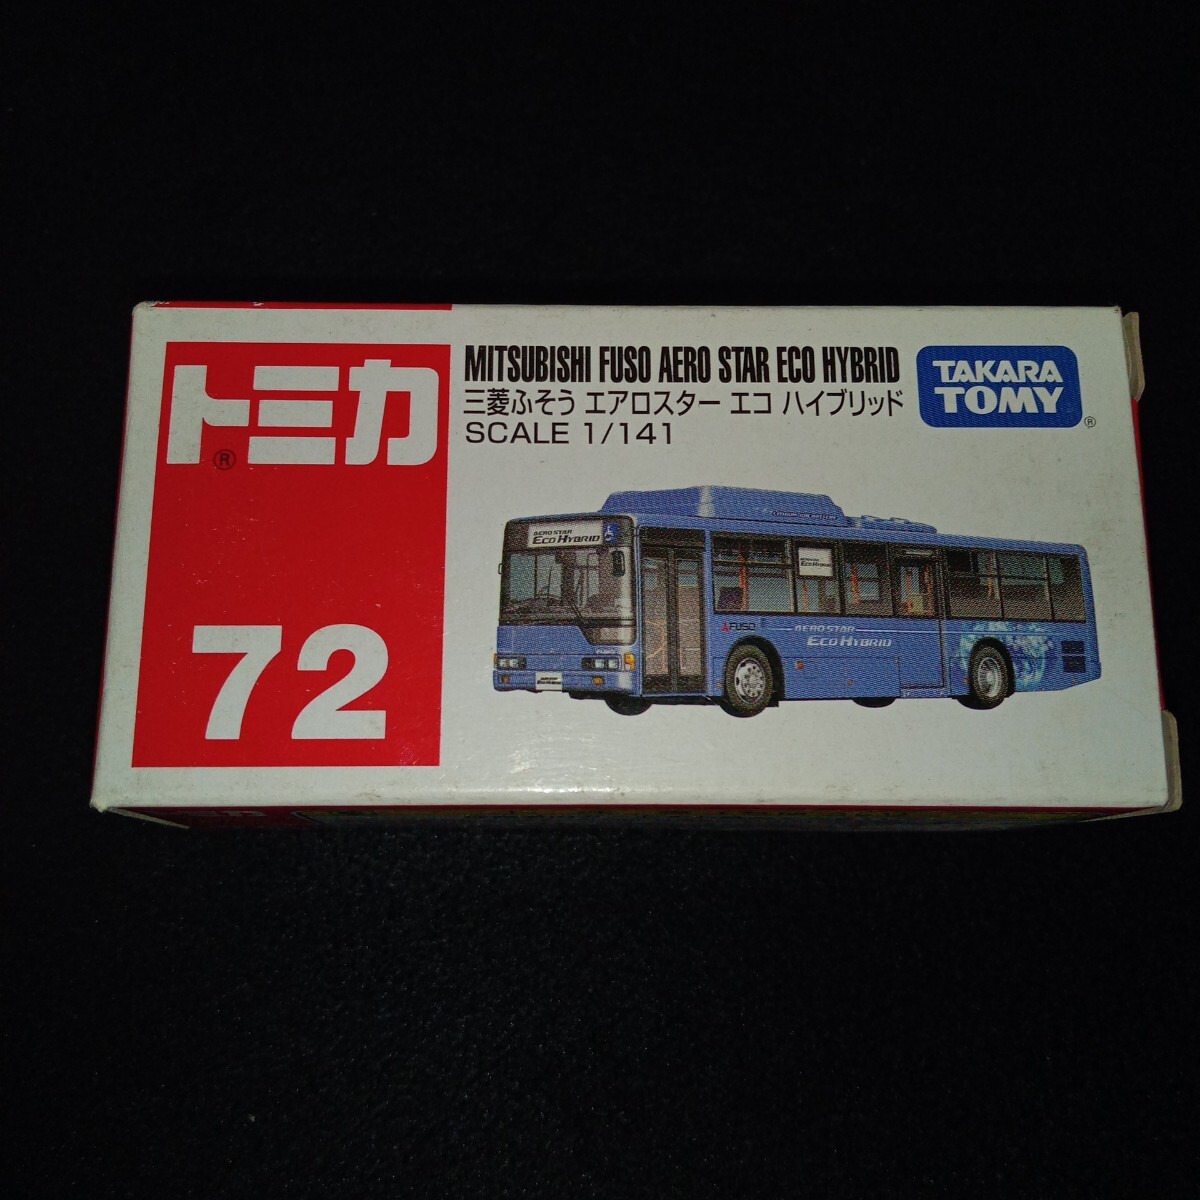 トミカ
®
72
MITSUBISHI FUSO AERO STAR ECO HYBRID
三菱ふそう エアロスター エコ ハイブリッド
SCALE 1/141
TAKARA
TOMY
®
AERO STAR
ECO HYBRID
FUSO
AERO STAR
ECO HYBRID